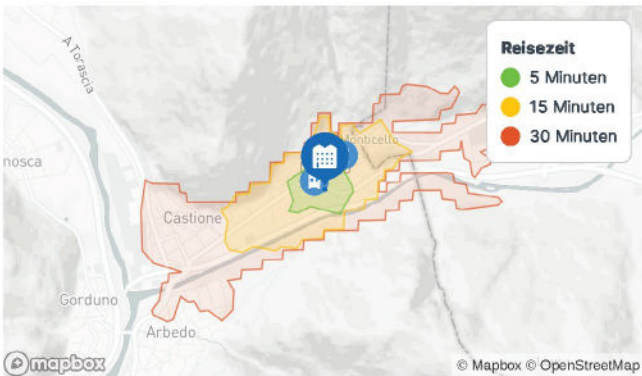 Reisezeit
5 Minuten
15 Minuten
30 Minuten
A Torascia
Monticello
nosca
Castione
Gorduno
Arbedo
mapbox
© Mapbox © OpenStreetMap